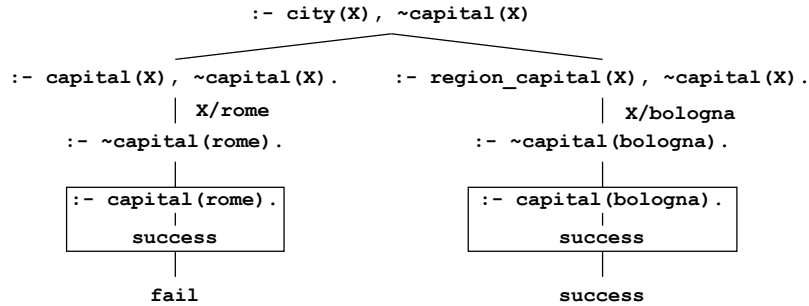 :- city(X), ~capital(X)
:- capital(X), ~capital(X). :- region_capital(X), ~capital(X).
X/rome X/bologna
:- ~capital(rome). :- ~capital(bologna).
:- capital(rome). :- capital(bologna).
success success
fail success